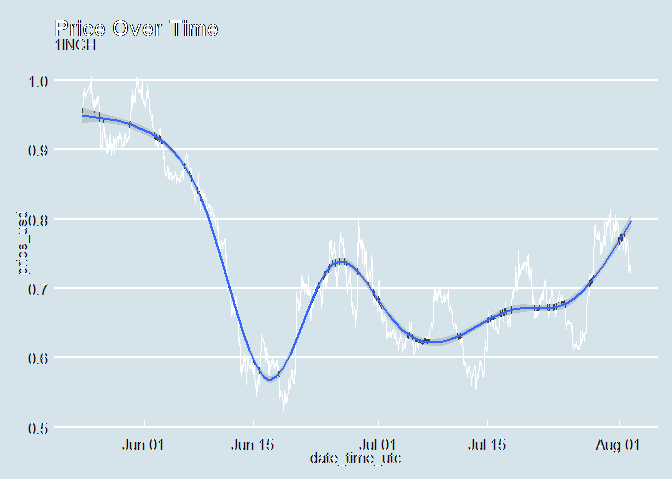 Price Over Time
1INCH
1.0
0.9
0.8
0.7
0.6
0.5
price_usd
Jun 01
Jun 15
Jul 01
Jul 15
Aug 01
date_time_utc